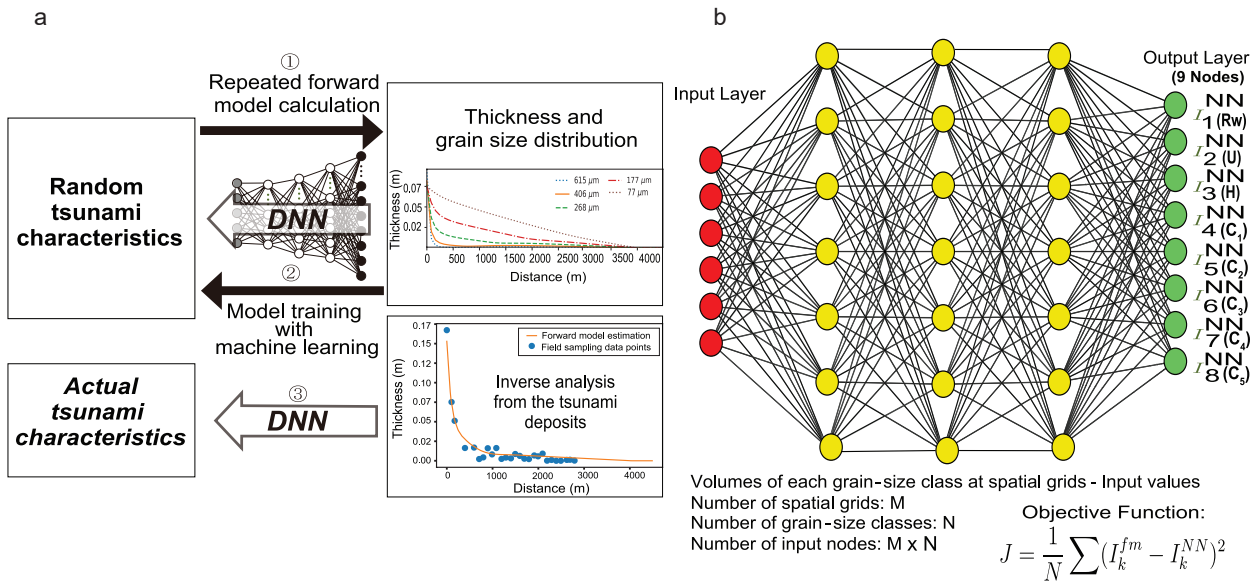 a
①
Repeated forward
model calculation
Random
tsunami
characteristics
DNN
②
Model training
with
machine learning
Thickness and
grain size distribution
615 µm
406 µm
268 µm
177 µm
77 µm
Thickness (m)
0.07
0.05
0.02
0 500 1000 1500 2000 2500 3000 3500 4000
Distance (m)
Actual
tsunami
characteristics
③
DNN
Forward model estimation
Field sampling data points
Inverse analysis
from the tsunami
deposits
Thickness (m)
0.17
0.15
0.12
0.10
0.07
0.05
0.02
0.00
0 1000 2000 3000 4000
Distance (m)
b
Input Layer
Output Layer
(9 Nodes)
I NN 1 (Rw)
I NN 2 (U)
I NN 3 (H)
I NN 4 (C₁)
I NN 5 (C₂)
I NN 6 (C₃)
I NN 7 (C₄)
I NN 8 (C₅)
Volumes of each grain-size class at spatial grids - Input values
Number of spatial grids: M
Number of grain-size classes: N
Number of input nodes: M x N
Objective Function:
J = 1/N ∑(I_k^{fm} − I_k^{NN})²